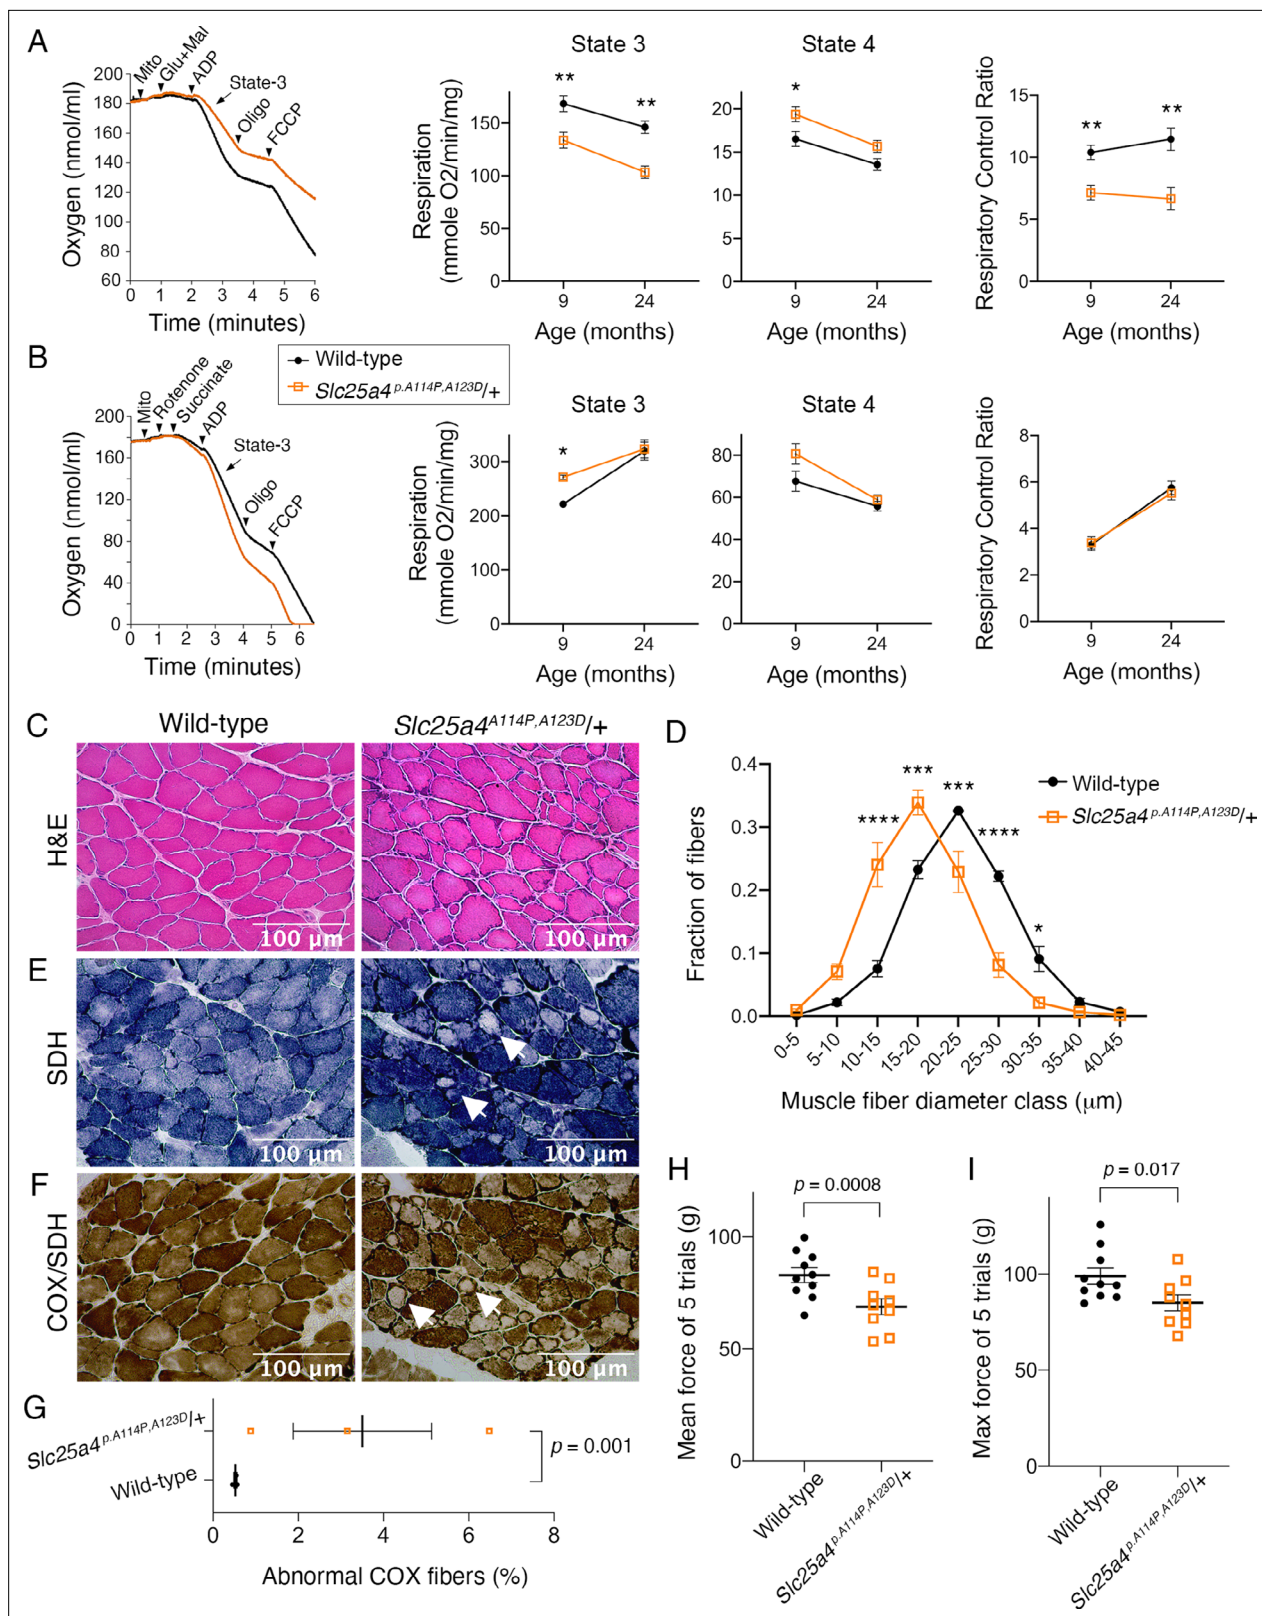 A
Mito
Glu+Mal
ADP
State-3
Oligo
FCCP
Oxygen (nmol/ml)
200
180
160
140
120
100
80
60
0 1 2 3 4 5 6
Time (minutes)
State 3
Respiration
(mmole O2/min/mg)
150
100
50
0
** **
9 24
Age (months)
State 4
20
15
10
5
0
*
9 24
Age (months)
Respiratory Control Ratio
15
10
5
0
** **
9 24
Age (months)
B
Wild-type
Slc25a4 p.A114P,A123D/+
Mito
Rotenone
Succinate
ADP
State-3
Oligo
FCCP
Oxygen (nmol/ml)
200
160
120
80
40
0
0 1 2 3 4 5 6
Time (minutes)
State 3
Respiration
(mmole O2/min/mg)
300
200
100
0
*
9 24
Age (months)
State 4
80
60
40
20
0
9 24
Age (months)
Respiratory Control Ratio
8
6
4
2
0
9 24
Age (months)
C
Wild-type
Slc25a4A114P,A123D/+
H&E
100 µm
100 µm
D
Fraction of fibers
0.4
0.3
0.2
0.1
0.0
****
***
***
****
*
Wild-type
Slc25a4 p.A114P,A123D/+
0-5
5-10
10-15
15-20
20-25
25-30
30-35
35-40
40-45
Muscle fiber diameter class (µm)
E
SDH
100 µm
100 µm
F
COX/SDH
100 µm
100 µm
G
Slc25a4p.A114P,A123D/+
Wild-type
p = 0.001
0 2 4 6 8
Abnormal COX fibers (%)
H
p = 0.0008
Mean force of 5 trials (g)
100
50
0
Wild-type
Slc25a4p.A114P,A123D/+
I
p = 0.017
Max force of 5 trials (g)
100
50
0
Wild-type
Slc25a4p.A114P,A123D/+